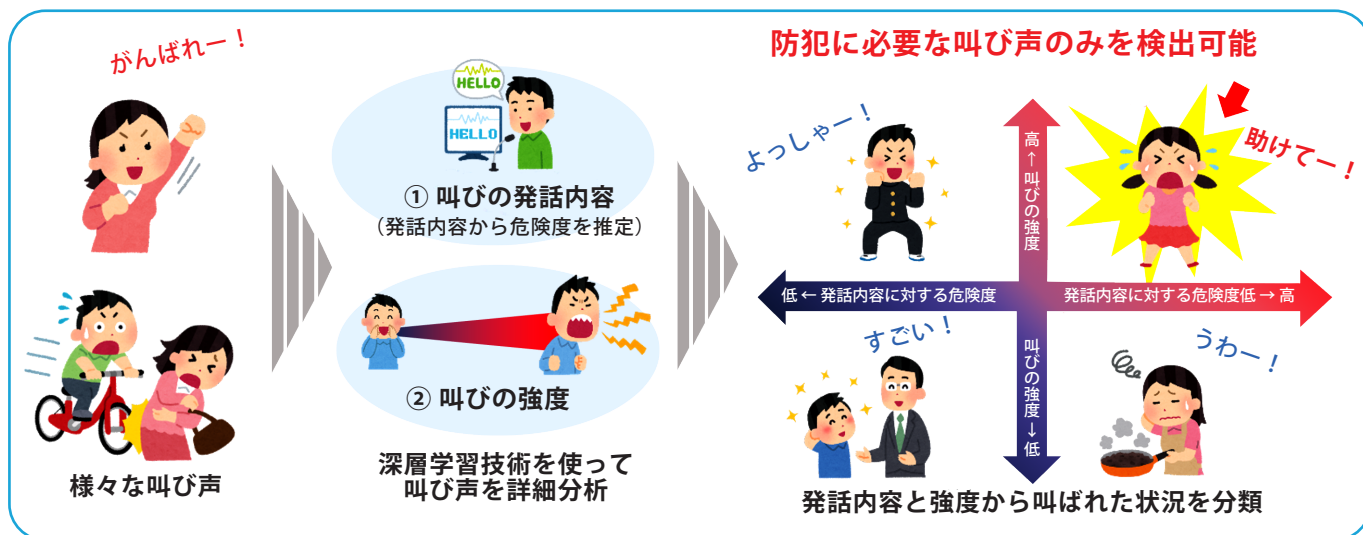 がんばれー！
様々な叫び声
HELLO
HELLO
① 叫びの発話内容
（発話内容から危険度を推定）
② 叫びの強度
深層学習技術を使って
叫び声を詳細分析
防犯に必要な叫び声のみを検出可能
よっしゃー！
高 ↑ 叫びの強度
助けてー！
低 ← 発話内容に対する危険度
発話内容に対する危険度低 → 高
すごい！
叫びの強度 → 低
うわー！
発話内容と強度から叫ばれた状況を分類